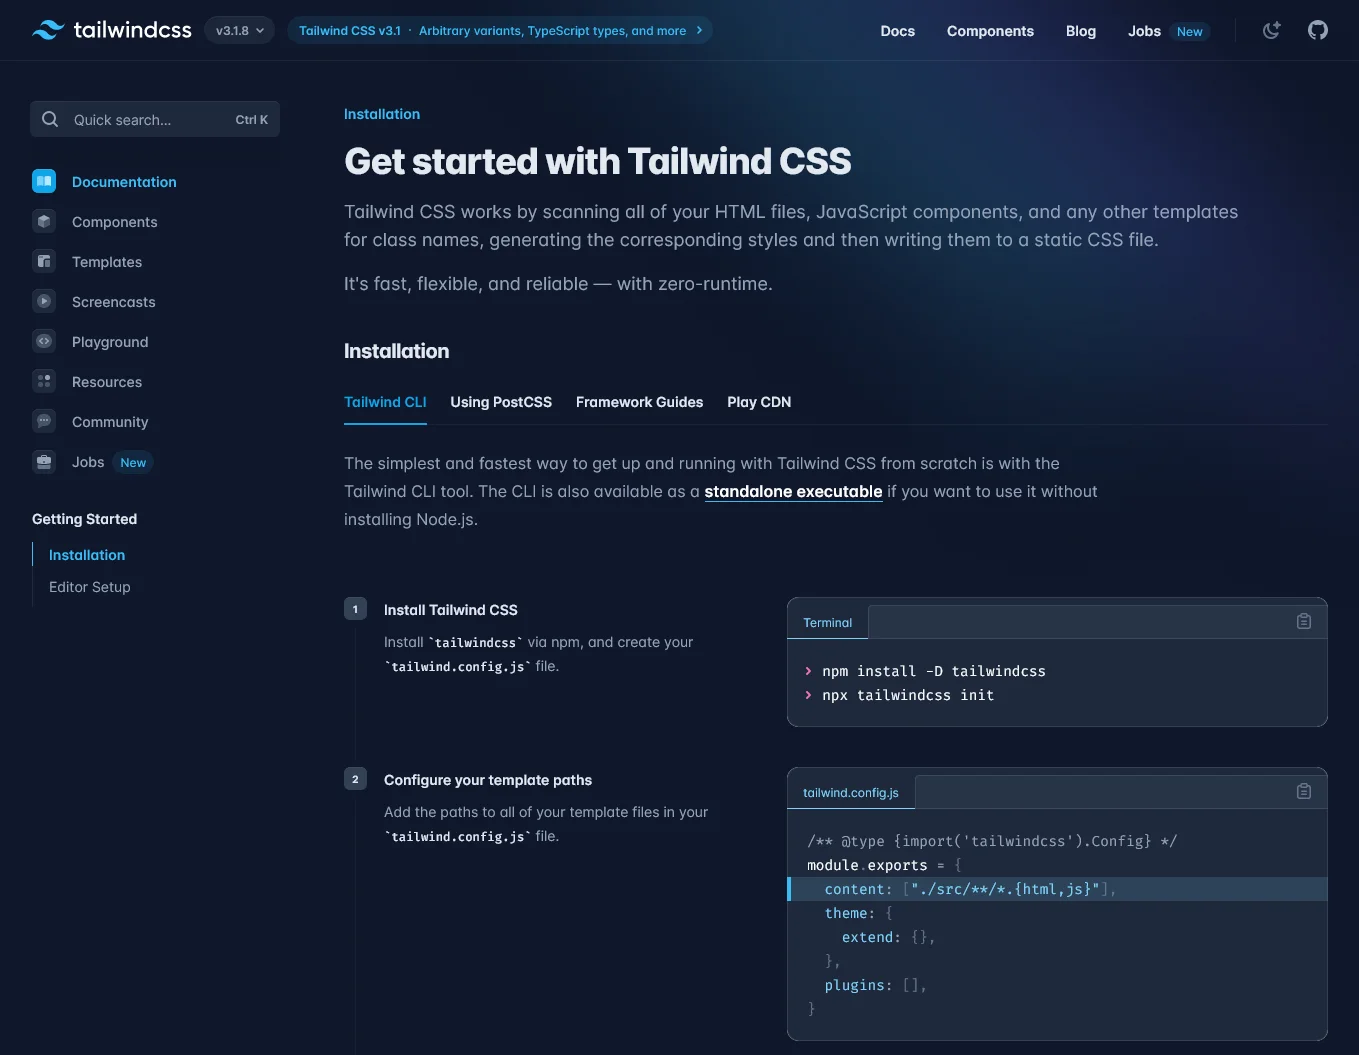 tailwindcss
v3.1.8
Tailwind CSS v3.1 · Arbitrary variants, TypeScript types, and more
Docs
Components
Blog
Jobs New
Quick search...
Ctrl K
Documentation
Components
Templates
Screencasts
Playground
Resources
Community
Jobs New
Getting Started
Installation
Editor Setup
Installation
Get started with Tailwind CSS
Tailwind CSS works by scanning all of your HTML files, JavaScript components, and any other templates
for class names, generating the corresponding styles and then writing them to a static CSS file.
It's fast, flexible, and reliable — with zero-runtime.
Installation
Tailwind CLI
Using PostCSS
Framework Guides
Play CDN
The simplest and fastest way to get up and running with Tailwind CSS from scratch is with the
Tailwind CLI tool. The CLI is also available as a standalone executable if you want to use it without
installing Node.js.
1
Install Tailwind CSS
Install `tailwindcss` via npm, and create your
`tailwind.config.js` file.
Terminal
> npm install -D tailwindcss
> npx tailwindcss init
2
Configure your template paths
Add the paths to all of your template files in your
`tailwind.config.js` file.
tailwind.config.js
/** @type {import('tailwindcss').Config} */
module.exports = {
content: ["./src/**/*.{html,js}"],
theme: {
extend: {},
},
plugins: [],
}